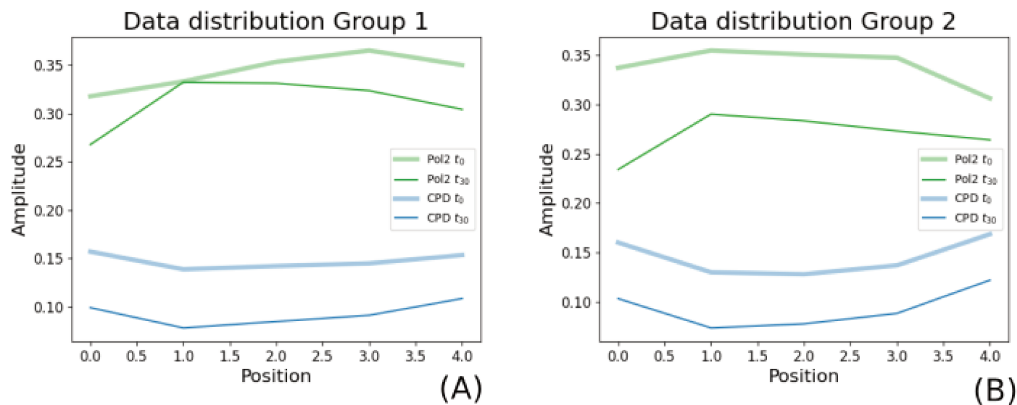 Data distribution Group 1
Amplitude
0.35
0.30
0.25
0.20
0.15
0.10
Pol2 t0
Pol2 t30
CPD t0
CPD t30
0.0 0.5 1.0 1.5 2.0 2.5 3.0 3.5 4.0
Position
(A)
Data distribution Group 2
Amplitude
0.35
0.30
0.25
0.20
0.15
0.10
Pol2 t0
Pol2 t30
CPD t0
CPD t30
0.0 0.5 1.0 1.5 2.0 2.5 3.0 3.5 4.0
Position
(B)